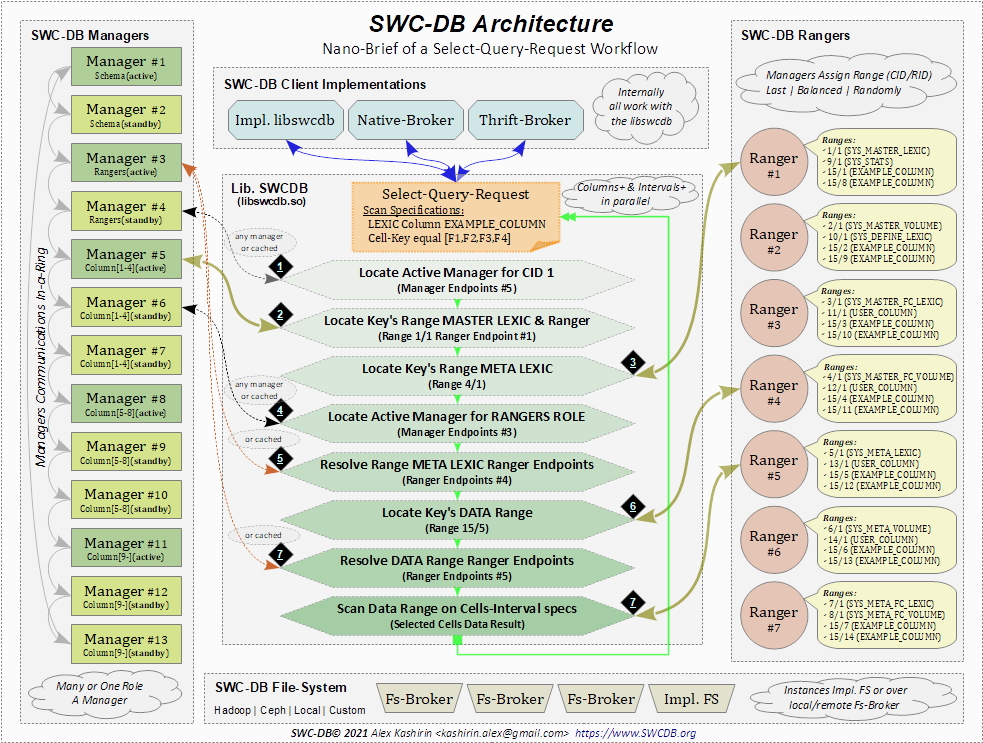 SWC-DB Architecture
Nano-Brief of a Select-Query-Request Workflow
SWC-DB Managers
Manager #1
Schema(active)
Manager #2
Schema(standby)
Manager #3
Rangers(active)
Manager #4
Rangers(standby)
Manager #5
Column[1-4](active)
Manager #6
Column[1-4](standby)
Manager #7
Column[1-4](standby)
Manager #8
Column[5-8](active)
Manager #9
Column[5-8](standby)
Manager #10
Column[5-8](standby)
Manager #11
Column[9-](active)
Manager #12
Column[9-](standby)
Manager #13
Column[9-](standby)
Managers Communications In-a-Ring
Many or One Role
A Manager
SWC-DB Client Implementations
Impl. libswcdb
Native-Broker
Thrift-Broker
Internally
all work with
the libswcdb
Lib. SWCDB
(libswcdb.so)
Select-Query-Request
Scan Specifications:
LEXIC Column EXAMPLE_COLUMN
Cell-Key equal [F1,F2,F3,F4]
Columns+ & Intervals+
in parallel
any manager
or cached
1
Locate Active Manager for CID 1
(Manager Endpoints #5)
2
Locate Key's Range MASTER LEXIC & Ranger
(Range 1/1 Ranger Endpoint #1)
3
Locate Key's Range META LEXIC
(Range 4/1)
any manager
or cached
4
Locate Active Manager for RANGERS ROLE
(Manager Endpoints #3)
or cached
5
Resolve Range META LEXIC Ranger Endpoints
(Ranger Endpoints #4)
6
Locate Key's DATA Range
(Range 15/5)
or cached
7
Resolve DATA Range Ranger Endpoints
(Ranger Endpoints #5)
7
Scan Data Range on Cells-Interval specs
(Selected Cells Data Result)
SWC-DB Rangers
Managers Assign Range (CID/RID)
Last | Balanced | Randomly
Ranger
#1
Ranges:
- 1/1 (SYS_MASTER_LEXIC)
- 9/1 (SYS_STATS)
- 15/1 (EXAMPLE_COLUMN)
- 15/8 (EXAMPLE_COLUMN)
Ranger
#2
Ranges:
- 2/1 (SYS_MASTER_VOLUME)
- 10/1 (SYS_DEFINE_LEXIC)
- 15/2 (EXAMPLE_COLUMN)
- 15/9 (EXAMPLE_COLUMN)
Ranger
#3
Ranges:
- 3/1 (SYS_MASTER_FC_LEXIC)
- 11/1 (USER_COLUMN)
- 15/3 (EXAMPLE_COLUMN)
- 15/10 (EXAMPLE_COLUMN)
Ranger
#4
Ranges:
- 4/1 (SYS_MASTER_FC_VOLUME)
- 12/1 (USER_COLUMN)
- 15/4 (EXAMPLE_COLUMN)
- 15/11 (EXAMPLE_COLUMN)
Ranger
#5
Ranges:
- 5/1 (SYS_META_LEXIC)
- 13/1 (USER_COLUMN)
- 15/5 (EXAMPLE_COLUMN)
- 15/12 (EXAMPLE_COLUMN)
Ranger
#6
Ranges:
- 6/1 (SYS_META_VOLUME)
- 14/1 (USER_COLUMN)
- 15/6 (EXAMPLE_COLUMN)
- 15/13 (EXAMPLE_COLUMN)
Ranger
#7
Ranges:
- 7/1 (SYS_META_FC_LEXIC)
- 8/1 (SYS_META_FC_VOLUME)
- 15/7 (EXAMPLE_COLUMN)
- 15/14 (EXAMPLE_COLUMN)
SWC-DB File-System
Hadoop | Ceph | Local | Custom
Fs-Broker
Fs-Broker
Fs-Broker
Impl. FS
Instances Impl. FS or over
local/remote Fs-Broker
SWC-DB© 2021 Alex Kashirin <kashirin.alex@gmail.com> https://www.SWCDB.org